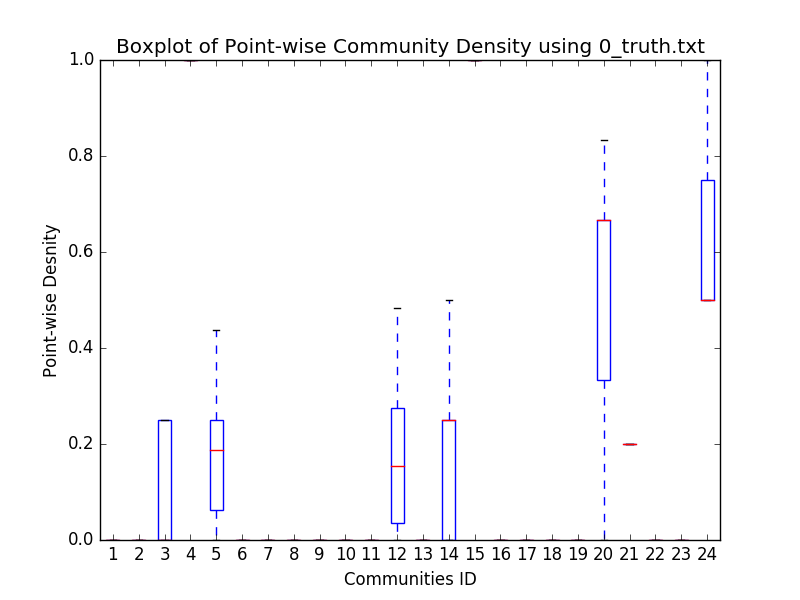 Boxplot of Point-wise Community Density using 0_truth.txt
1.0
0.8
0.6
0.4
0.2
0.0
Point-wise Desnity
1 2 3 4 5 6 7 8 9 10 11 12 13 14 15 16 17 18 19 20 21 22 23 24
Communities ID